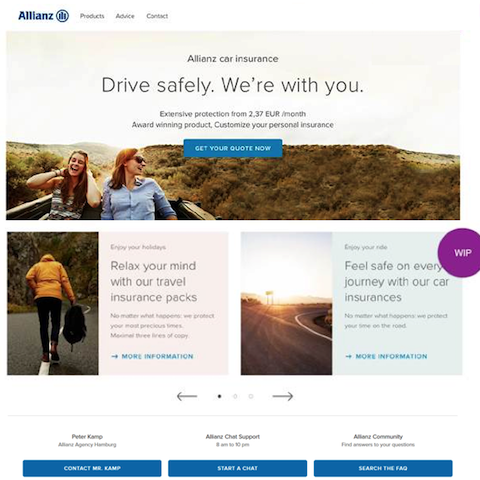 Allianz
Products Advice Contact
Allianz car insurance
Drive safely. We're with you.
Extensive protection from 2,37 EUR /month
Award winning product, Customize your personal insurance
GET YOUR QUOTE NOW
Enjoy your holidays
Relax your mind
with our travel
insurance packs
No matter what happens: we protect
your most precious times.
Maximal three lines of copy.
→ MORE INFORMATION
Enjoy your ride
Feel safe on every
journey with our car
insurances
No matter what happens: we protect
your time on the road.
→ MORE INFORMATION
WIP
Peter Kamp
Allianz Agency Hamburg
CONTACT MR. KAMP
Allianz Chat Support
8 am to 10 pm
START A CHAT
Allianz Community
Find answers to your questions
SEARCH THE FAQ